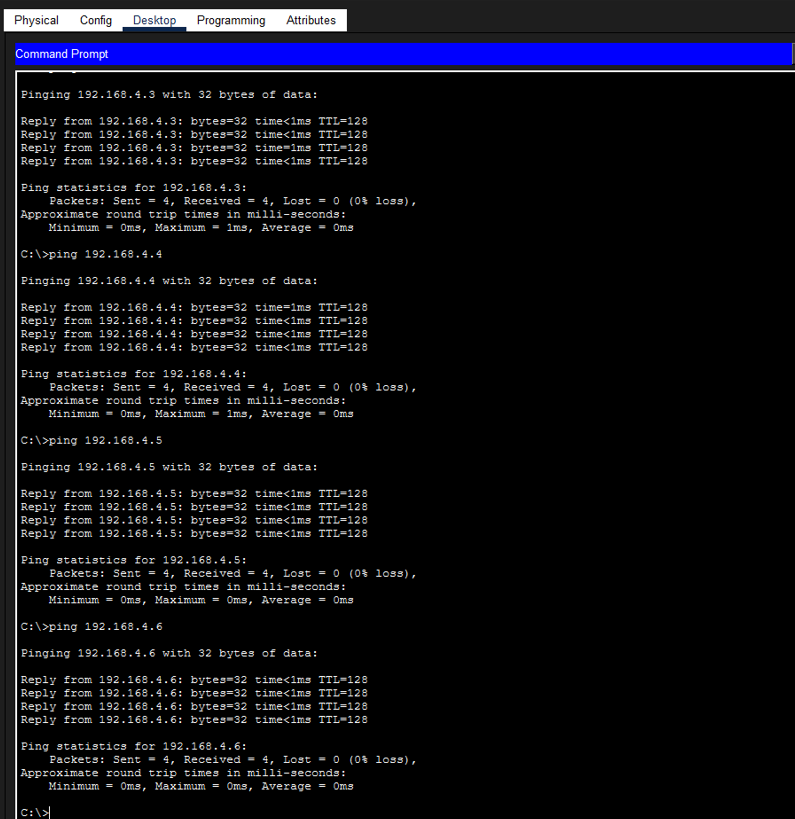 Physical Config Desktop Programming Attributes
Command Prompt
Pinging 192.168.4.3 with 32 bytes of data:
Reply from 192.168.4.3: bytes=32 time<1ms TTL=128
Reply from 192.168.4.3: bytes=32 time<1ms TTL=128
Reply from 192.168.4.3: bytes=32 time=1ms TTL=128
Reply from 192.168.4.3: bytes=32 time<1ms TTL=128
Ping statistics for 192.168.4.3:
    Packets: Sent = 4, Received = 4, Lost = 0 (0% loss),
Approximate round trip times in milli-seconds:
    Minimum = 0ms, Maximum = 1ms, Average = 0ms
C:\>ping 192.168.4.4
Pinging 192.168.4.4 with 32 bytes of data:
Reply from 192.168.4.4: bytes=32 time=1ms TTL=128
Reply from 192.168.4.4: bytes=32 time<1ms TTL=128
Reply from 192.168.4.4: bytes=32 time<1ms TTL=128
Reply from 192.168.4.4: bytes=32 time<1ms TTL=128
Ping statistics for 192.168.4.4:
    Packets: Sent = 4, Received = 4, Lost = 0 (0% loss),
Approximate round trip times in milli-seconds:
    Minimum = 0ms, Maximum = 1ms, Average = 0ms
C:\>ping 192.168.4.5
Pinging 192.168.4.5 with 32 bytes of data:
Reply from 192.168.4.5: bytes=32 time<1ms TTL=128
Reply from 192.168.4.5: bytes=32 time<1ms TTL=128
Reply from 192.168.4.5: bytes=32 time<1ms TTL=128
Reply from 192.168.4.5: bytes=32 time<1ms TTL=128
Ping statistics for 192.168.4.5:
    Packets: Sent = 4, Received = 4, Lost = 0 (0% loss),
Approximate round trip times in milli-seconds:
    Minimum = 0ms, Maximum = 0ms, Average = 0ms
C:\>ping 192.168.4.6
Pinging 192.168.4.6 with 32 bytes of data:
Reply from 192.168.4.6: bytes=32 time<1ms TTL=128
Reply from 192.168.4.6: bytes=32 time<1ms TTL=128
Reply from 192.168.4.6: bytes=32 time<1ms TTL=128
Reply from 192.168.4.6: bytes=32 time<1ms TTL=128
Ping statistics for 192.168.4.6:
    Packets: Sent = 4, Received = 4, Lost = 0 (0% loss),
Approximate round trip times in milli-seconds:
    Minimum = 0ms, Maximum = 0ms, Average = 0ms
C:\>